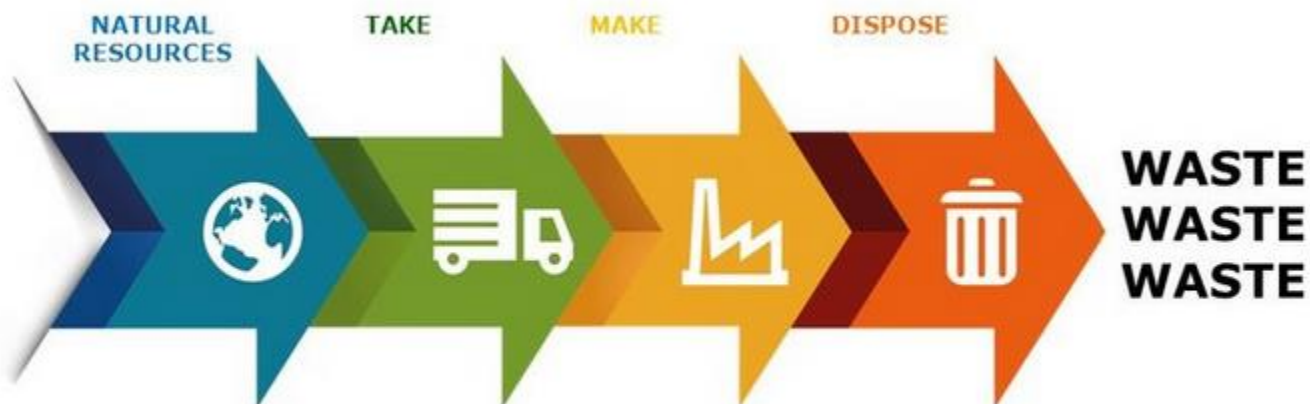 NATURAL
RESOURCES
TAKE
MAKE
DISPOSE
WASTE
WASTE
WASTE